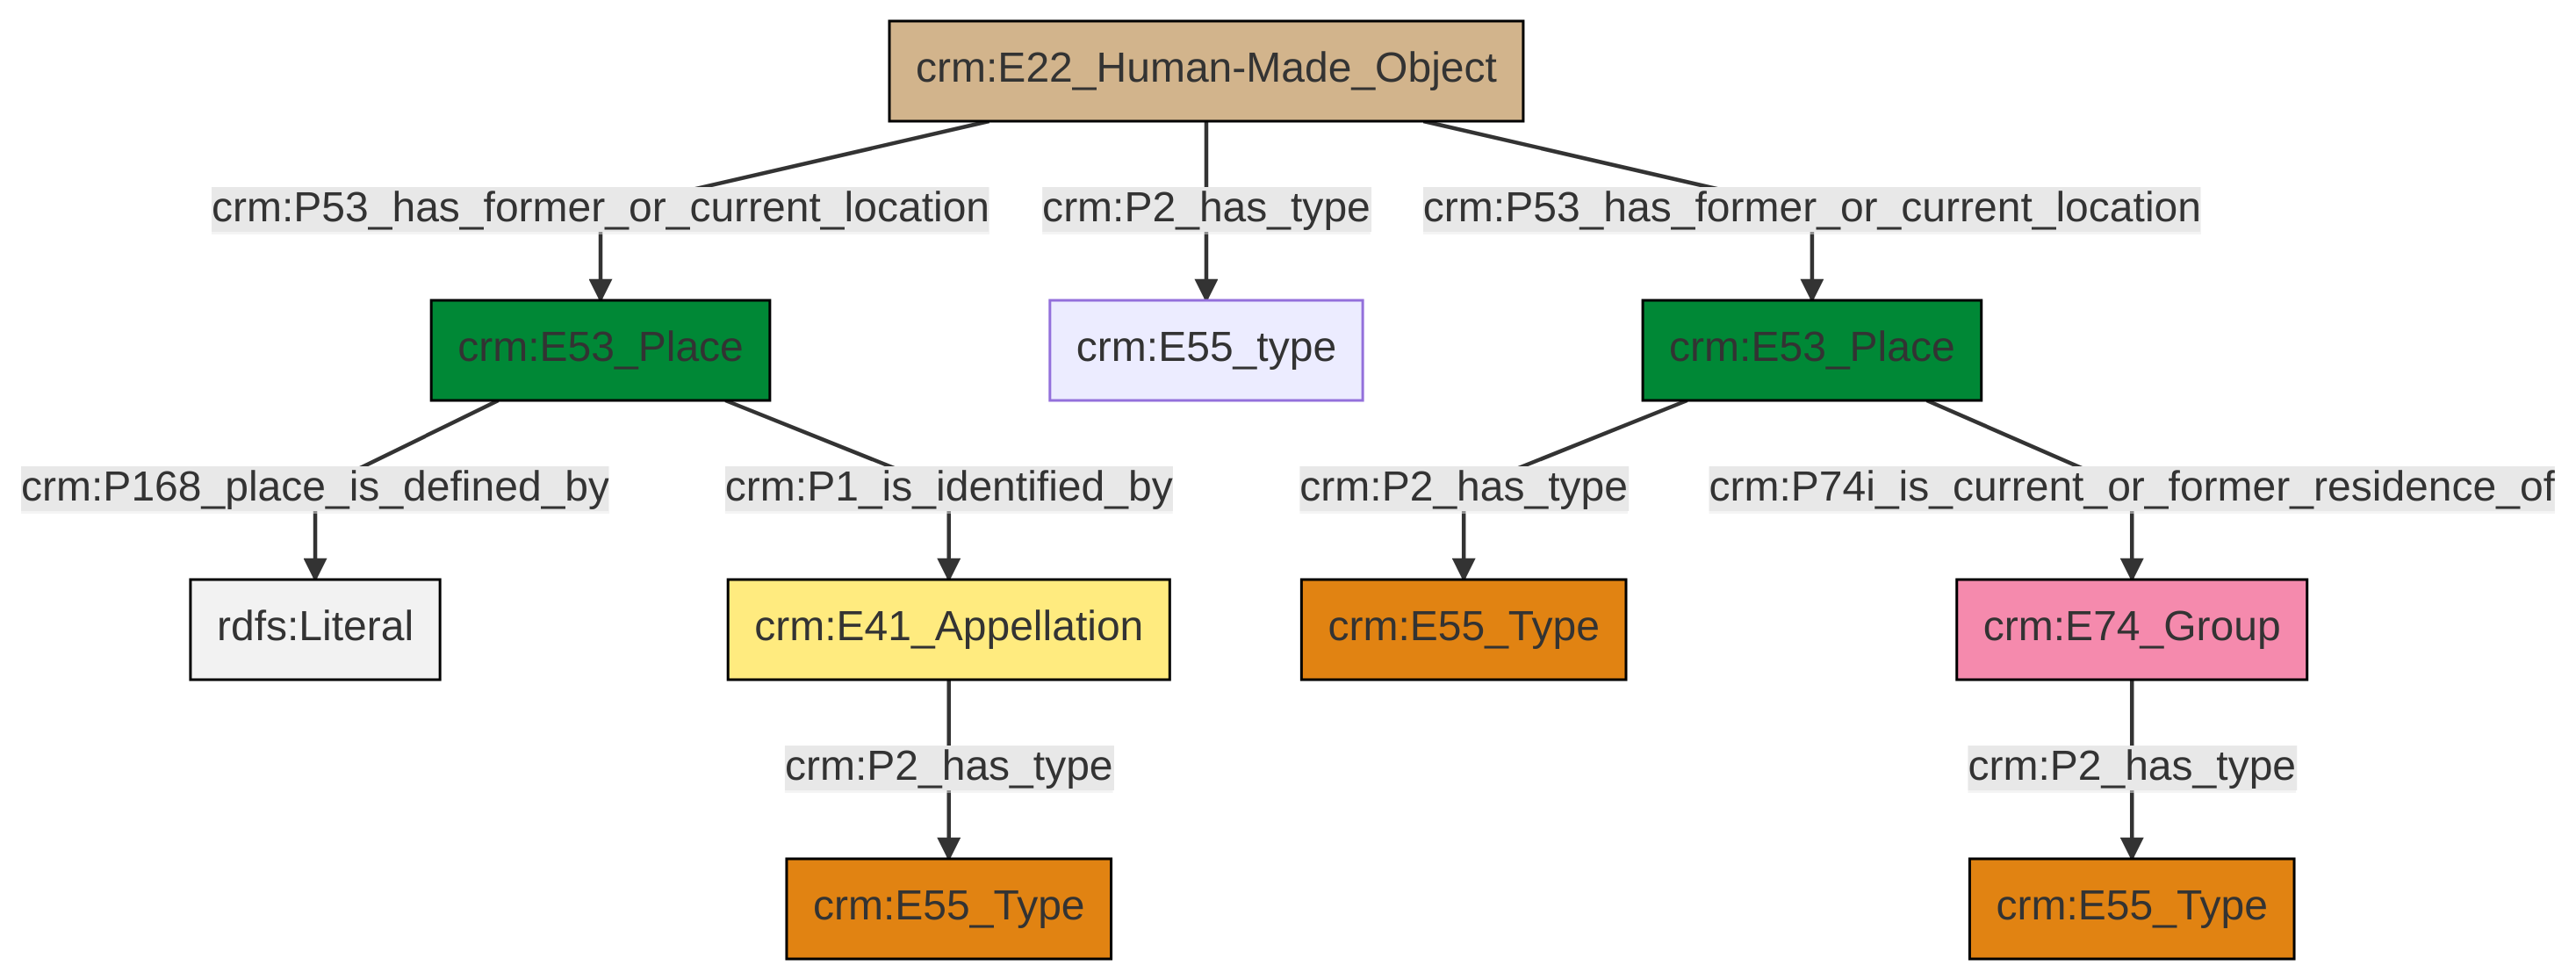 crm:E22_Human-Made_Object
crm:P53_has_former_or_current_location
crm:P2_has_type
crm:P53_has_former_or_current_location
crm:E53_Place
crm:E55_type
crm:E53_Place
crm:P168_place_is_defined_by
crm:P1_is_identified_by
crm:P2_has_type
crm:P74i_is_current_or_former_residence_of
rdfs:Literal
crm:E41_Appellation
crm:E55_Type
crm:E74_Group
crm:P2_has_type
crm:P2_has_type
crm:E55_Type
crm:E55_Type